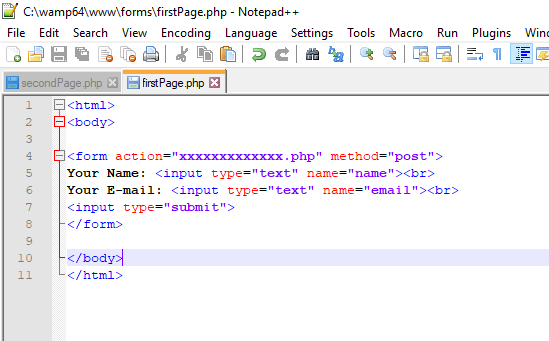 C:\wamp64\www\forms\firstPage.php - Notepad++
File Edit Search View Encoding Language Settings Tools Macro Run Plugins Win
secondPage.php firstPage.php
1 <html>
2 <body>
3
4 <form action="xxxxxxxxxxxxx.php" method="post">
5 Your Name: <input type="text" name="name"><br>
6 Your E-mail: <input type="text" name="email"><br>
7 <input type="submit">
8 </form>
9
10 </body>
11 </html>